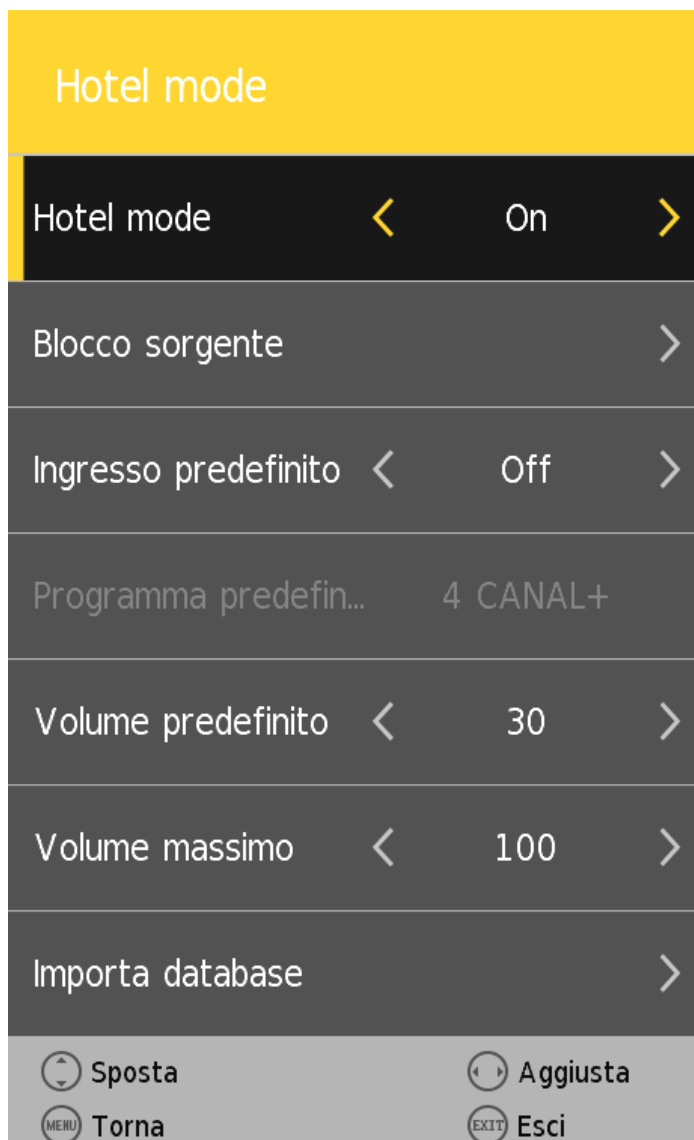 Hotel mode
Hotel mode On
Blocco sorgente
Ingresso predefinito Off
Programma predefin... 4 CANAL+
Volume predefinito 30
Volume massimo 100
Importa database
Sposta Aggiusta
MENU Torna EXIT Esci